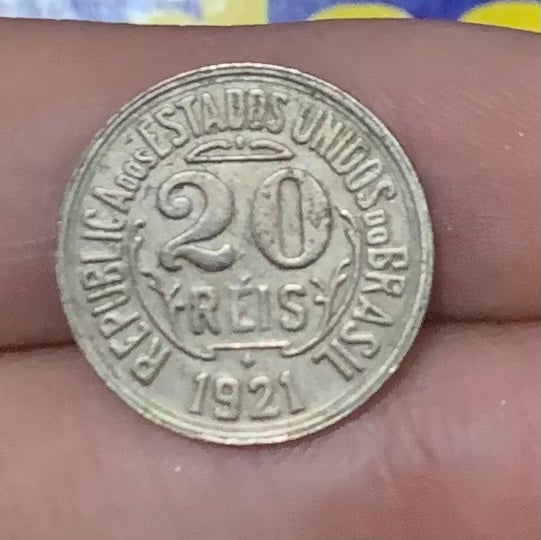 REPUBLICA DOS ESTADOS UNIDOS DO BRASIL
20
RÉIS
1921